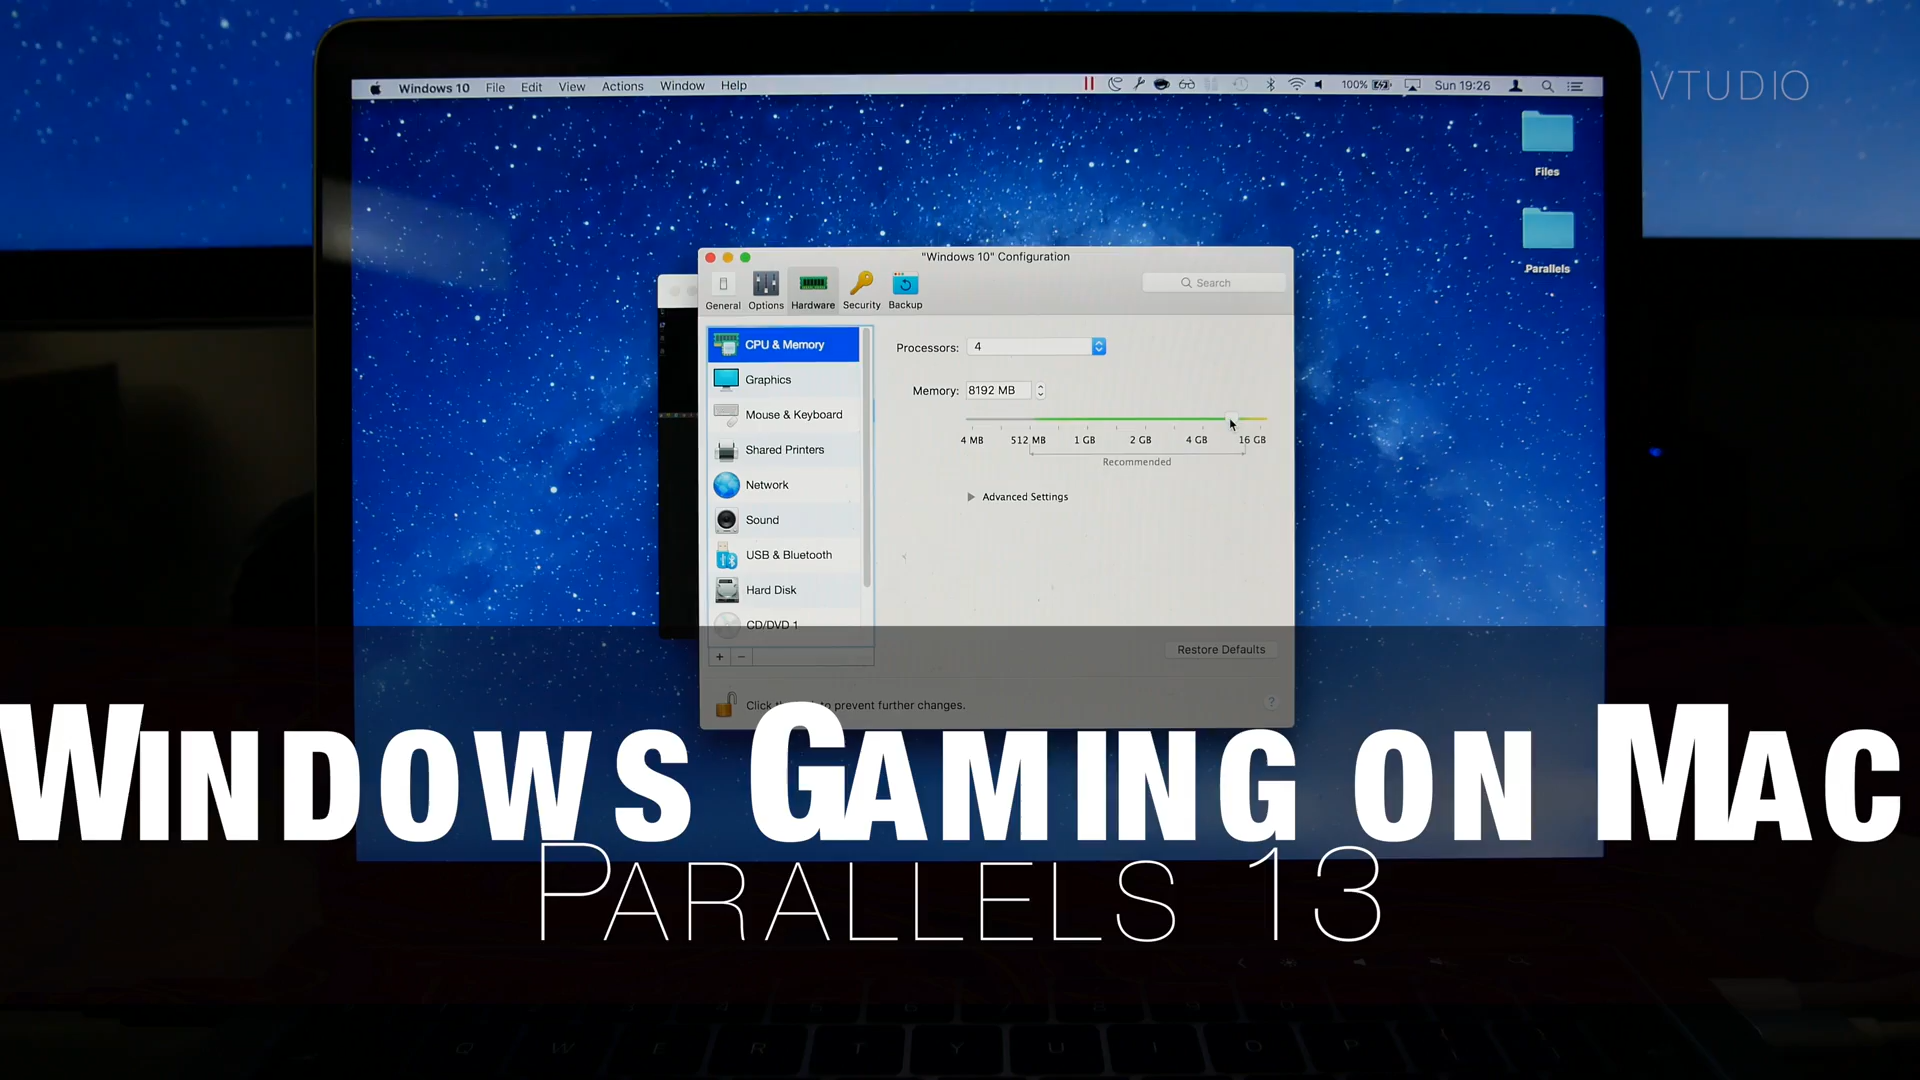 Windows 10 File Edit View Actions Window Help 100% Sun 19:26
VTUDIO
Files
Parallels
"Windows 10" Configuration
Search
General Options Hardware Security Backup
CPU & Memory
Graphics
Mouse & Keyboard
Shared Printers
Network
Sound
USB & Bluetooth
Hard Disk
CD/DVD 1
Processors: 4
Memory: 8192 MB
4 MB 512 MB 1 GB 2 GB 4 GB 16 GB
Recommended
Advanced Settings
+ −
Restore Defaults
Click to prevent further changes.
?
WINDOWS GAMING ON MAC
PARALLELS 13
Q W E R T Y U I O P